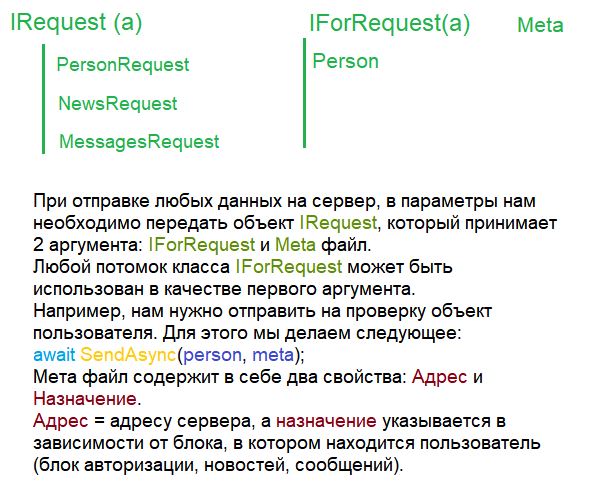 IRequest (a) IForRequest(a) Meta
PersonRequest Person
NewsRequest
MessagesRequest
При отправке любых данных на сервер, в параметры нам
необходимо передать объект IRequest, который принимает
2 аргумента: IForRequest и Meta файл.
Любой потомок класса IForRequest может быть
использован в качестве первого аргумента.
Например, нам нужно отправить на проверку объект
пользователя. Для этого мы делаем следующее:
await SendAsync(person, meta);
Мета файл содержит в себе два свойства: Адрес и
Назначение.
Адрес = адресу сервера, а назначение указывается в
зависимости от блока, в котором находится пользователь
(блок авторизации, новостей, сообщений).